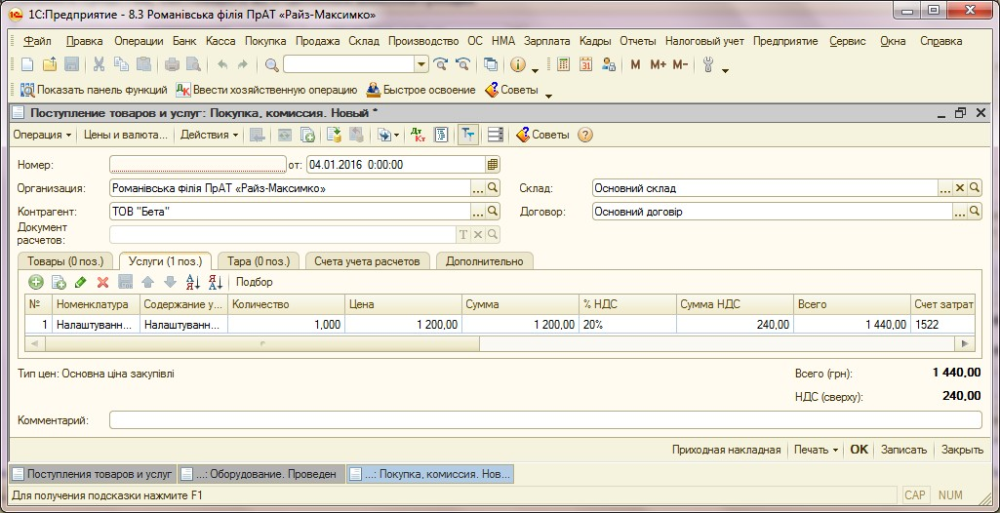 1С:Предприятие - 8.3 Романівська філія ПрАТ «Райз-Максимко»
Файл Правка Операции Банк Касса Покупка Продажа Склад Производство ОС НМА Зарплата Кадры Отчеты Налоговый учет Предприятие Сервис Окна Справка
M M+ M-
Показать панель функций Ввести хозяйственную операцию Быстрое освоение Советы
Поступление товаров и услуг: Покупка, комиссия. Новый *
Операция Цены и валюта... Действия Дт Кт Советы
Номер: от: 04.01.2016 0:00:00
Организация: Романівська філія ПрАТ «Райз-Максимко» ... Склад: Основний склад ...
Контрагент: ТОВ "Бета" ... Договор: Основний договір ...
Документ расчетов: T
Товары (0 поз.) Услуги (1 поз.) Тара (0 поз.) Счета учета расчетов Дополнительно
Подбор
№ Номенклатура Содержание у... Количество Цена Сумма % НДС Сумма НДС Всего Счет затрат
1 Налаштуванн... Налаштуванн... 1,000 1 200,00 1 200,00 20% 240,00 1 440,00 1522
Тип цен: Основна ціна закупівлі Всего (грн): 1 440,00
НДС (сверху): 240,00
Комментарий:
Приходная накладная Печать OK Записать Закрыть
Поступления товаров и услуг ...: Оборудование. Проведен ...: Покупка, комиссия. Нов...
Для получения подсказки нажмите F1 CAP NUM